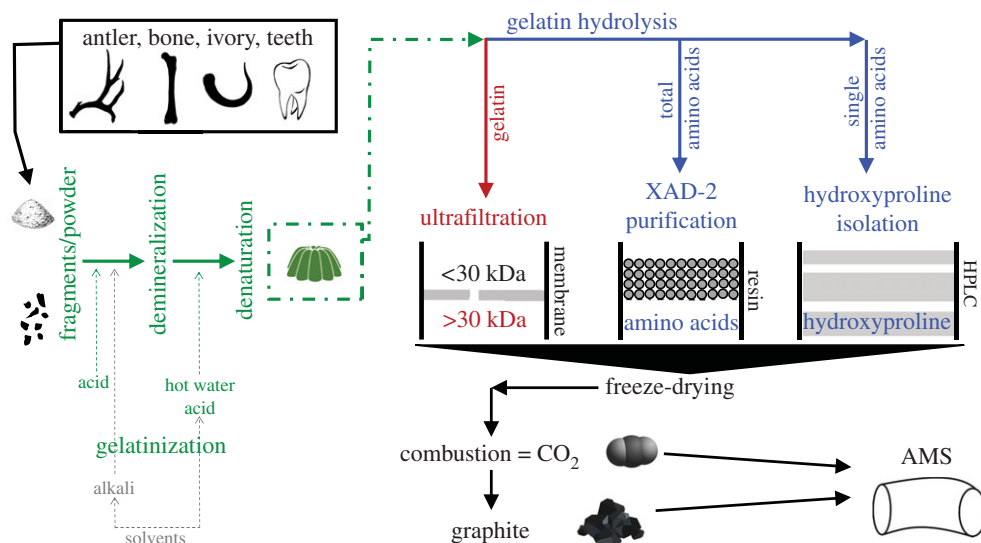 antler, bone, ivory, teeth
fragments/powder
demineralization
denaturation
acid
hot water
acid
gelatinization
alkali
solvents
gelatin hydrolysis
gelatin
total
amino acids
single
amino acids
ultrafiltration
XAD-2
purification
hydroxyproline
isolation
<30 kDa
>30 kDa
membrane
amino acids
resin
hydroxyproline
HPLC
freeze-drying
combustion = CO₂
graphite
AMS